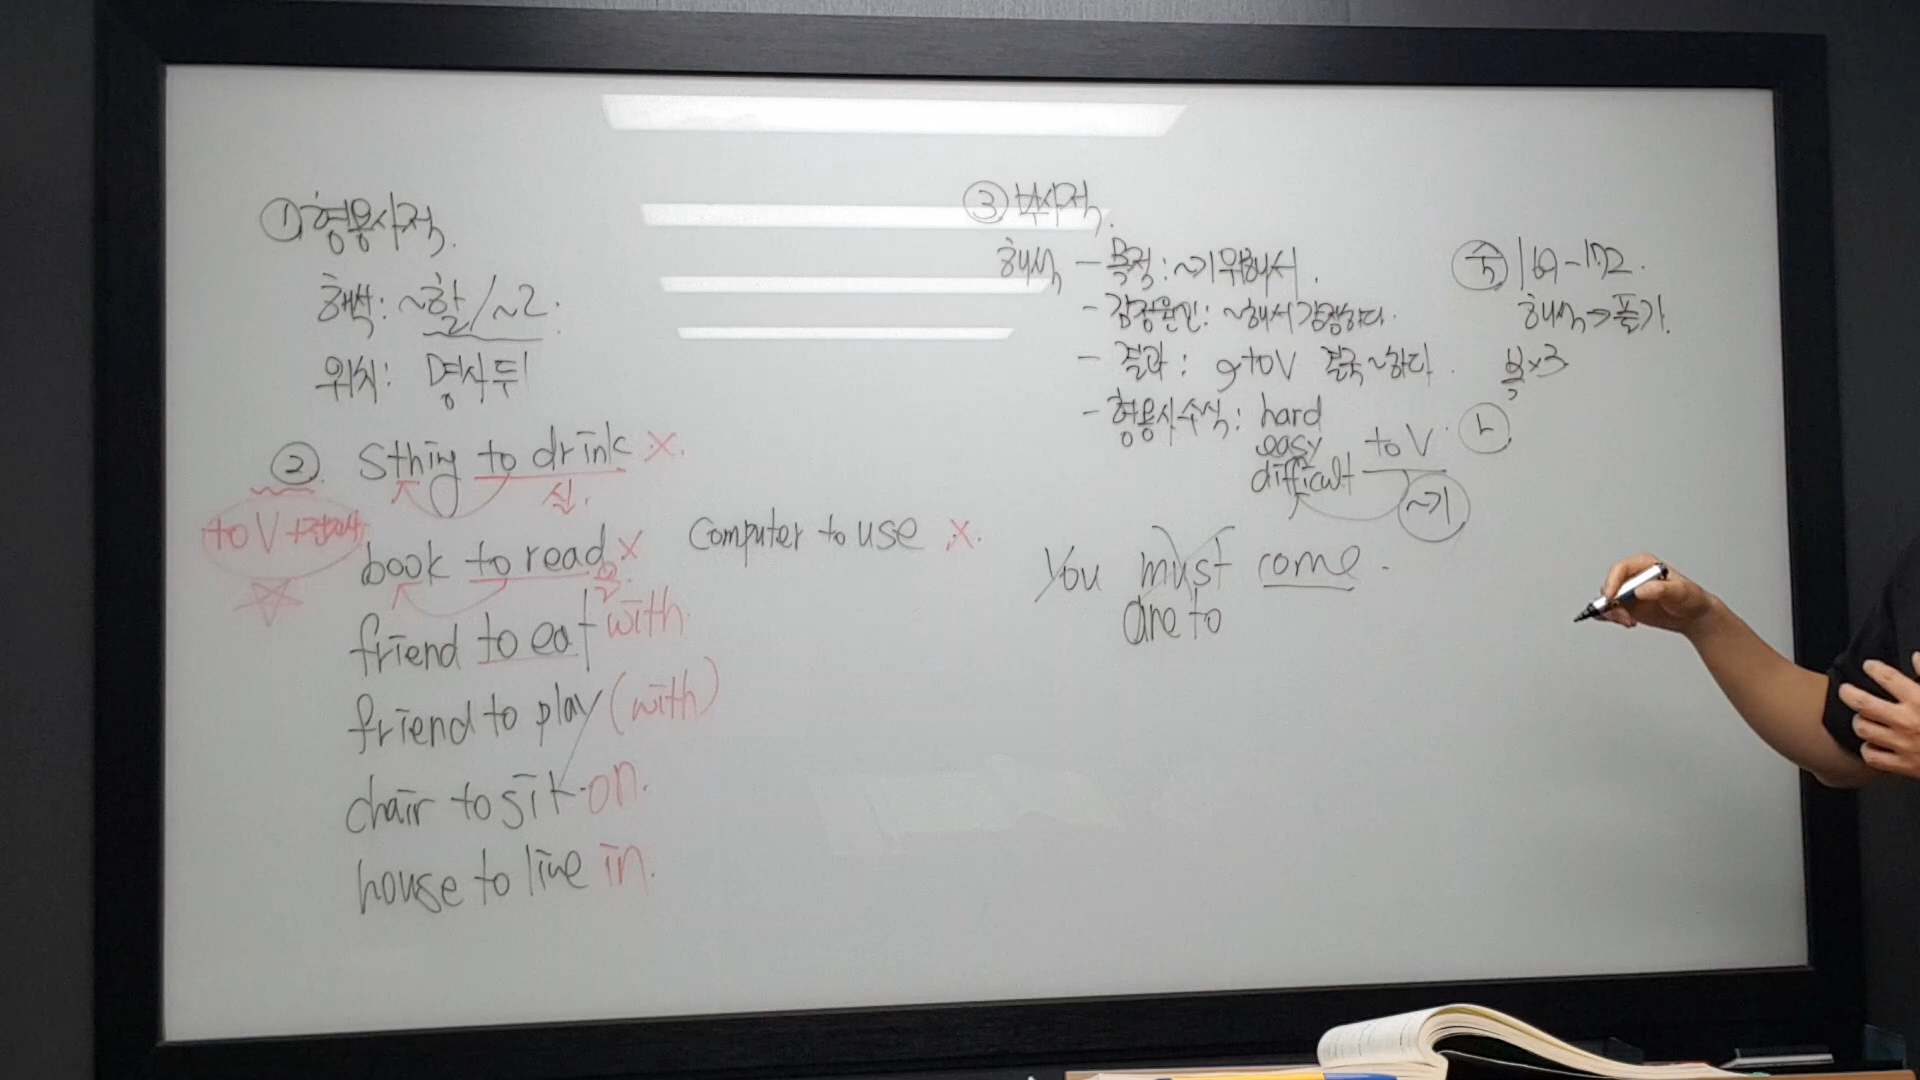 ① 형용사적.
해석: ~할/~ㄹ.
위치: 명사 뒤
② sthing to drink X.
to V + 전치사
book to read X
computer to use X.
friend to eat with
friend to play (with)
chair to sit on.
house to live in.
③ 부사적.
해석 - 목적: ~기 위해서.
- 감정원인: ~해서 감정하다.
- 결과: to V 결국 ~하다.
- 형용사수식: hard
easy to V.
difficult
~기
You must come.
are to
숙 169-172.
해석→풀기.
x3